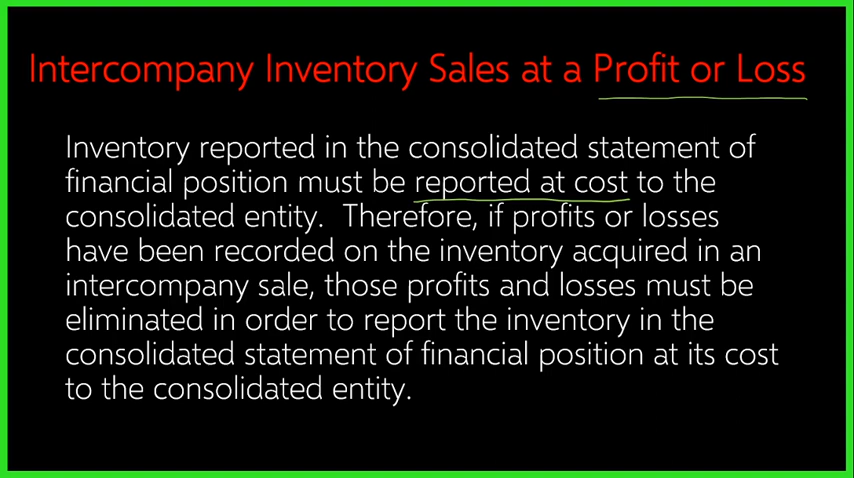 Intercompany Inventory Sales at a Profit or Loss
Inventory reported in the consolidated statement of
financial position must be reported at cost to the
consolidated entity.  Therefore, if profits or losses
have been recorded on the inventory acquired in an
intercompany sale, those profits and losses must be
eliminated in order to report the inventory in the
consolidated statement of financial position at its cost
to the consolidated entity.